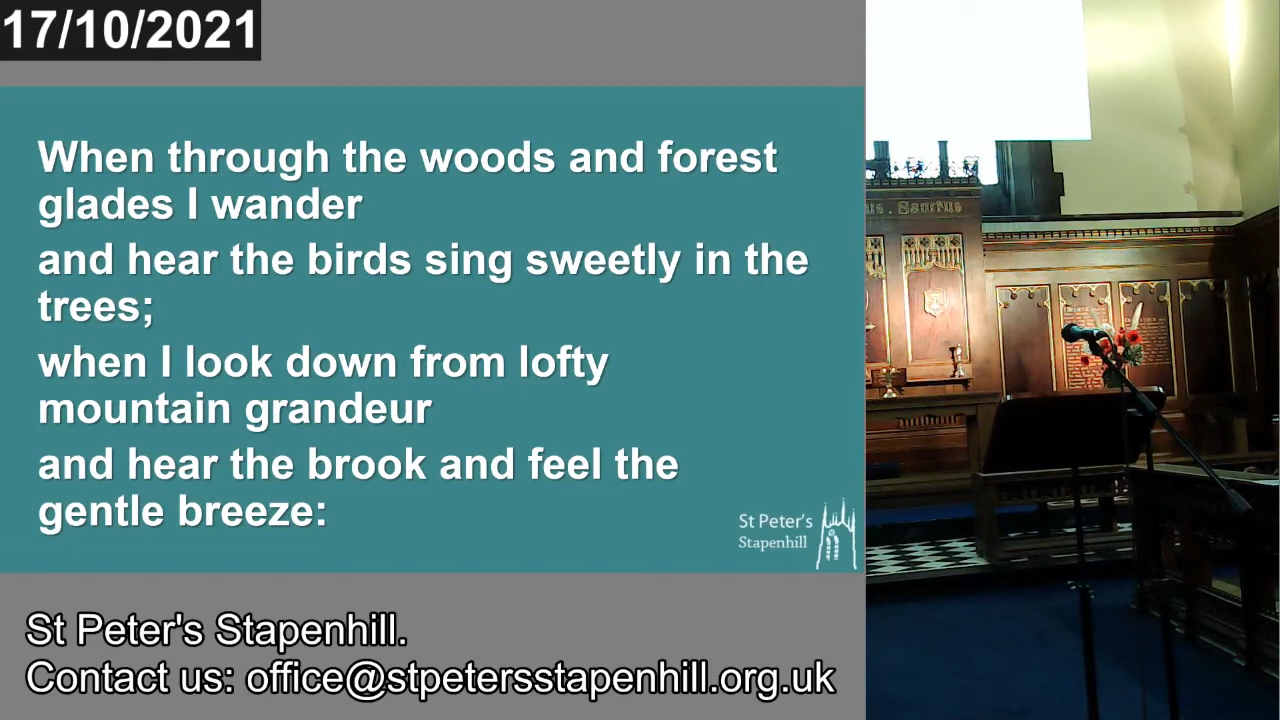 17/10/2021
When through the woods and forest
glades I wander
and hear the birds sing sweetly in the
trees;
when I look down from lofty
mountain grandeur
and hear the brook and feel the
gentle breeze:
St Peter's
Stapenhill
St Peter's Stapenhill.
Contact us: office@stpetersstapenhill.org.uk
us. Sanctus